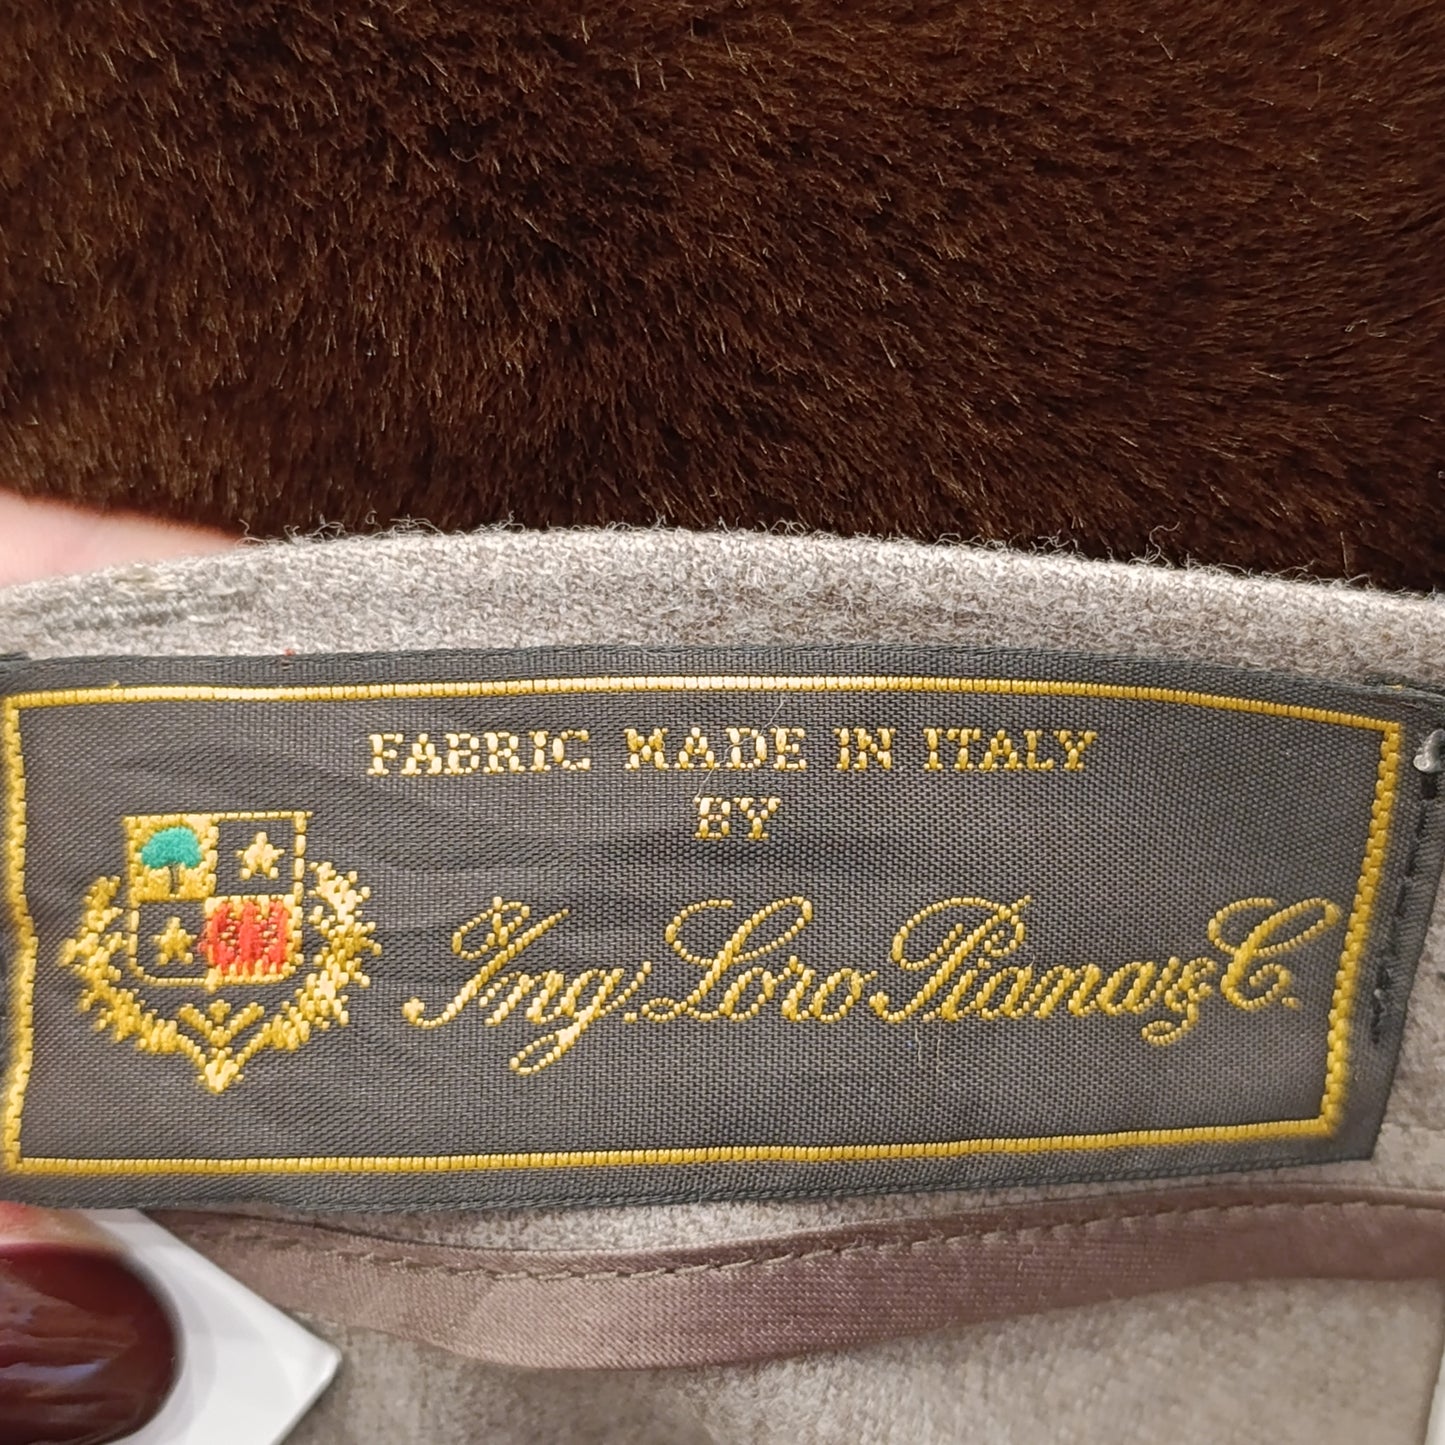 FABRIC MADE IN ITALY
BY
Ing. Loro Piana & C.